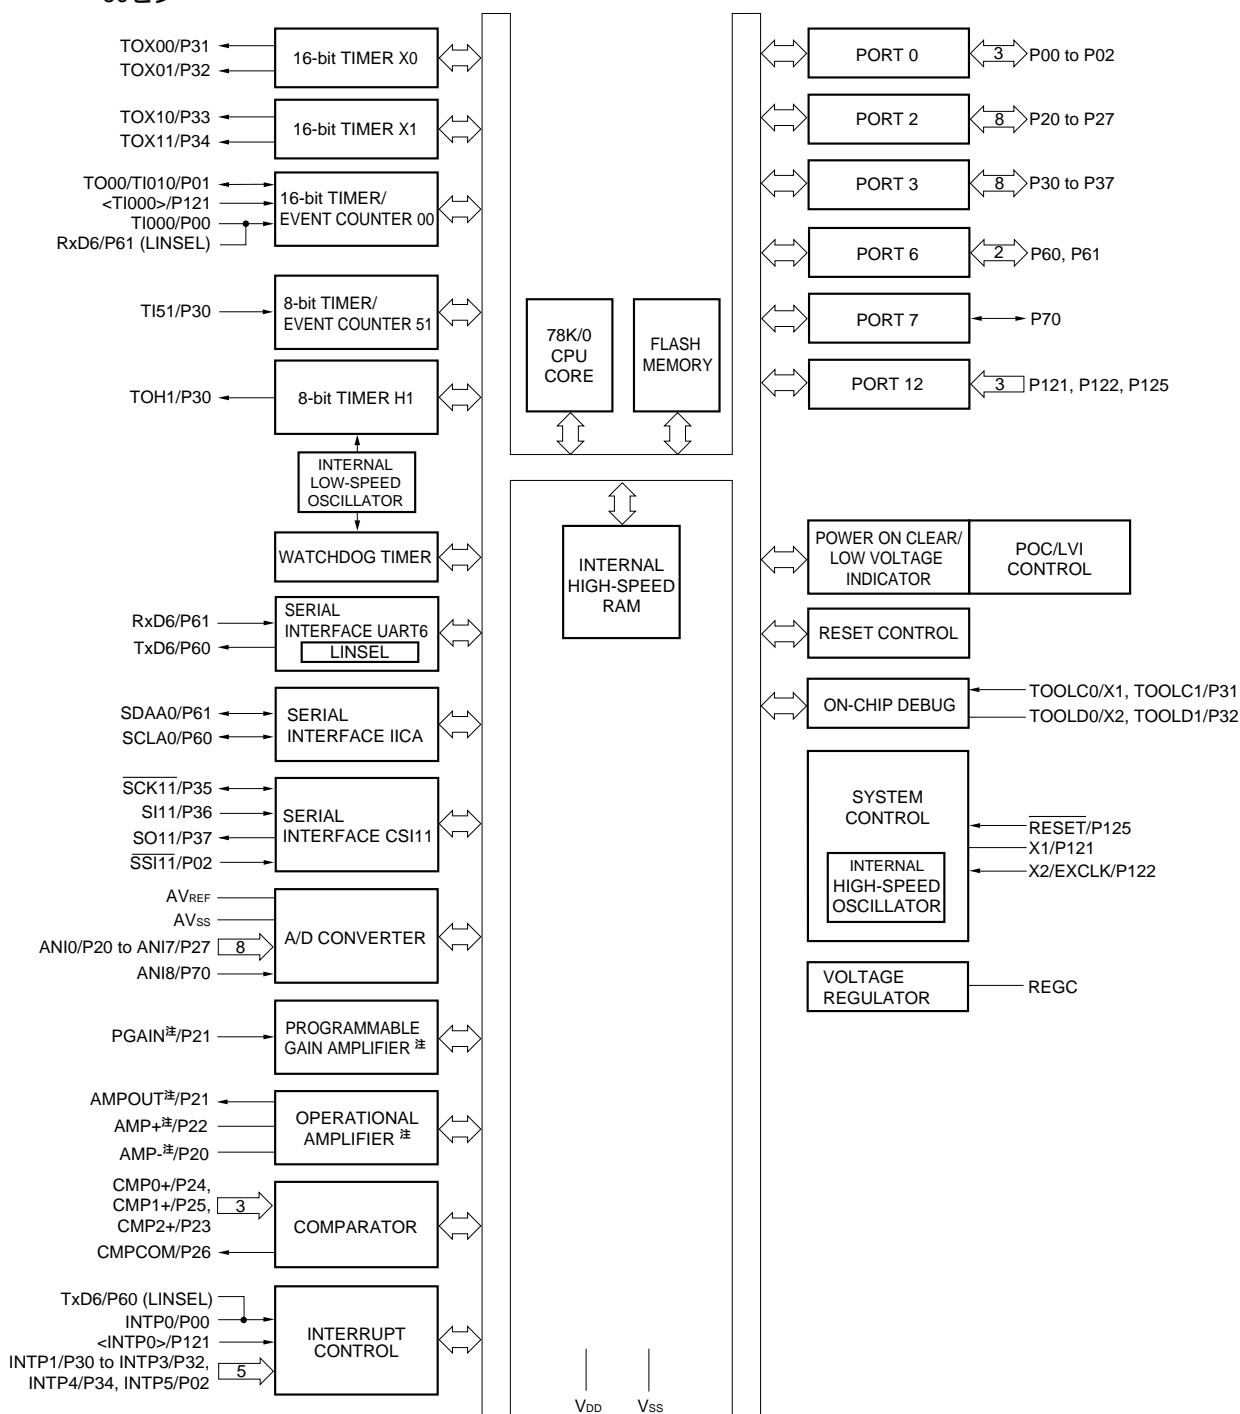 TOX00/P31
TOX01/P32
16-bit TIMER X0
TOX10/P33
TOX11/P34
16-bit TIMER X1
TO00/TI010/P01
<TI000>/P121
TI000/P00
RxD6/P61 (LINSEL)
16-bit TIMER/
EVENT COUNTER 00
TI51/P30
8-bit TIMER/
EVENT COUNTER 51
TOH1/P30
8-bit TIMER H1
INTERNAL
LOW-SPEED
OSCILLATOR
WATCHDOG TIMER
RxD6/P61
TxD6/P60
SERIAL
INTERFACE UART6
LINSEL
SDAA0/P61
SCLA0/P60
SERIAL
INTERFACE IICA
SCK11/P35
SI11/P36
SO11/P37
SSI11/P02
SERIAL
INTERFACE CSI11
AVREF
AVSS
ANI0/P20 to ANI7/P27
8
ANI8/P70
A/D CONVERTER
PGAIN注/P21
PROGRAMMABLE
GAIN AMPLIFIER 注
AMPOUT注/P21
AMP+注/P22
AMP-注/P20
OPERATIONAL
AMPLIFIER 注
CMP0+/P24,
CMP1+/P25,
CMP2+/P23
3
CMPCOM/P26
COMPARATOR
TxD6/P60 (LINSEL)
INTP0/P00
<INTP0>/P121
INTP1/P30 to INTP3/P32,
INTP4/P34, INTP5/P02
5
INTERRUPT
CONTROL
78K/0
CPU
CORE
FLASH
MEMORY
INTERNAL
HIGH-SPEED
RAM
VDD
VSS
PORT 0
3
P00 to P02
PORT 2
8
P20 to P27
PORT 3
8
P30 to P37
PORT 6
2
P60, P61
PORT 7
P70
PORT 12
3
P121, P122, P125
POWER ON CLEAR/
LOW VOLTAGE
INDICATOR
POC/LVI
CONTROL
RESET CONTROL
ON-CHIP DEBUG
TOOLC0/X1, TOOLC1/P31
TOOLD0/X2, TOOLD1/P32
SYSTEM
CONTROL
INTERNAL
HIGH-SPEED
OSCILLATOR
RESET/P125
X1/P121
X2/EXCLK/P122
VOLTAGE
REGULATOR
REGC